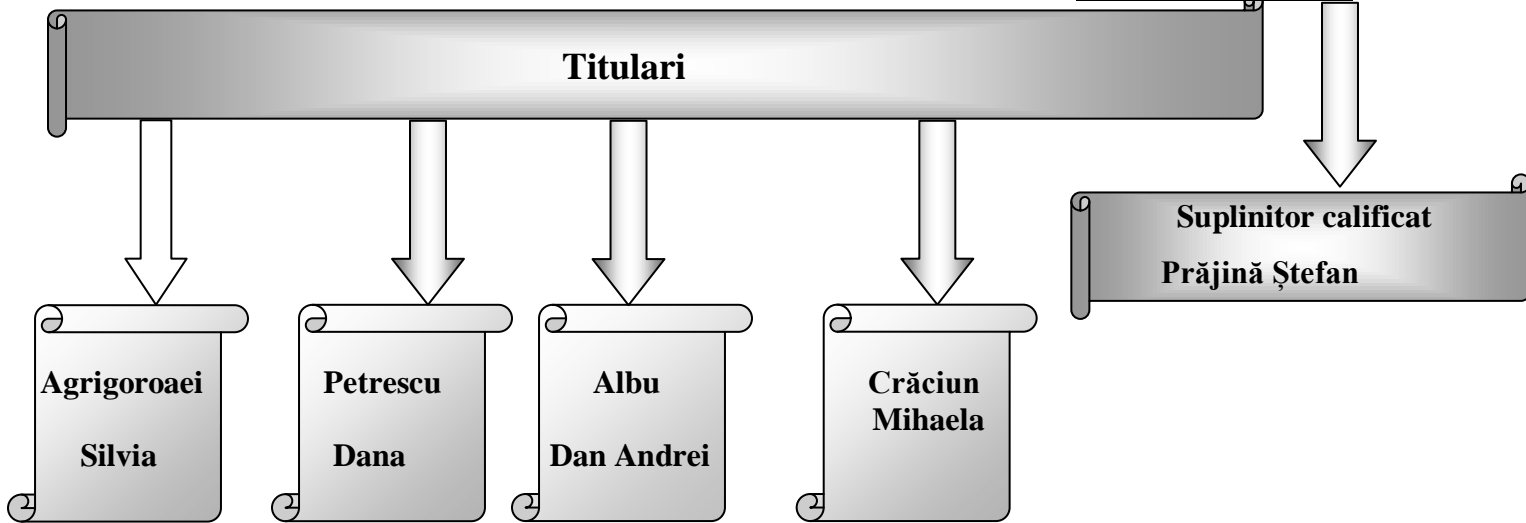 Titulari
Suplinitor calificat
Prăjină Ștefan
Agrigoroaei
Silvia
Petrescu
Dana
Albu
Dan Andrei
Crăciun
Mihaela